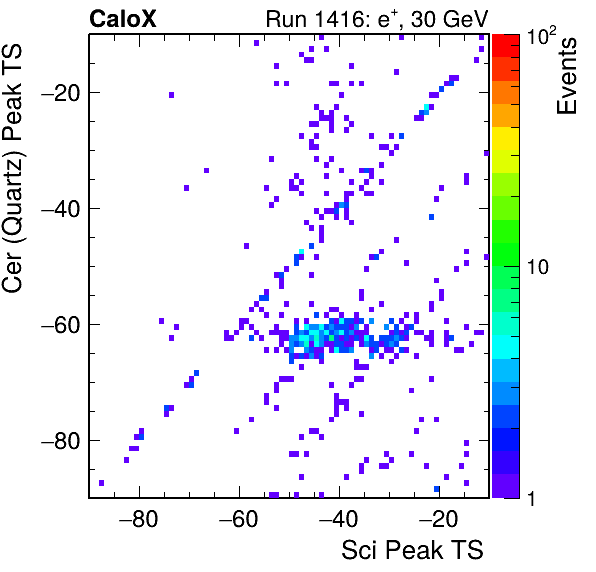 CaloX Run 1416: e⁺, 30 GeV
10²
Events
Cer (Quartz) Peak TS
−20
−40
10
−60
−80
1
−80 −60 −40 −20
Sci Peak TS